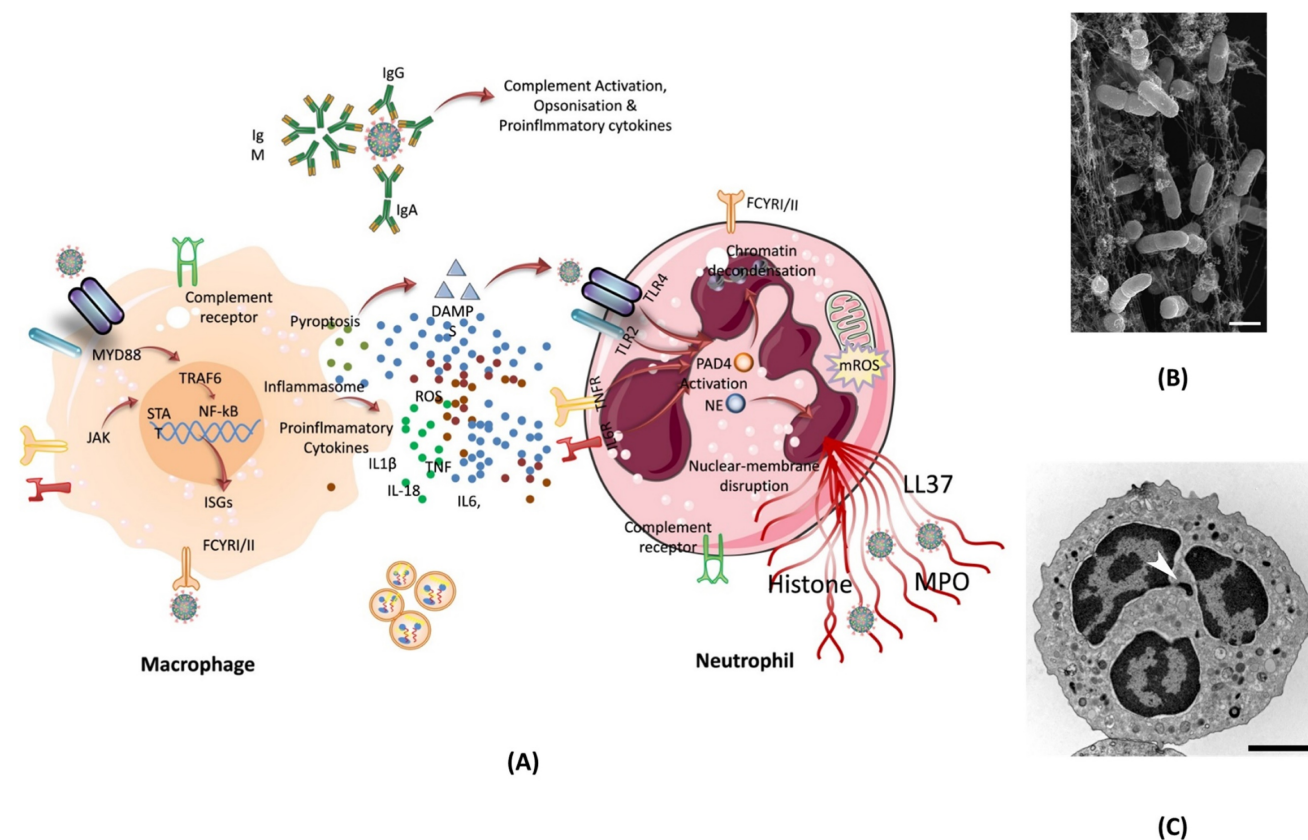 IgG
Complement Activation,
Opsonisation &
Proinflmmatory cytokines
Ig
M
IgA
FCYRI/II
Complement
receptor
Chromatin
decondensation
Pyroptosis
DAMP
S
TLR4
TLR2
MYD88
TRAF6
Inflammasome
ROS
PAD4
Activation
mROS
STA
T
NF-kB
JAK
Proinflmamatory
Cytokines
TNFR
NE
IL6R
IL1β
TNF
IL-18
IL6,
ISGs
Nuclear-membrane
disruption
LL37
FCYRI/II
Complement
receptor
Histone
MPO
Macrophage
Neutrophil
(A)
(B)
(C)